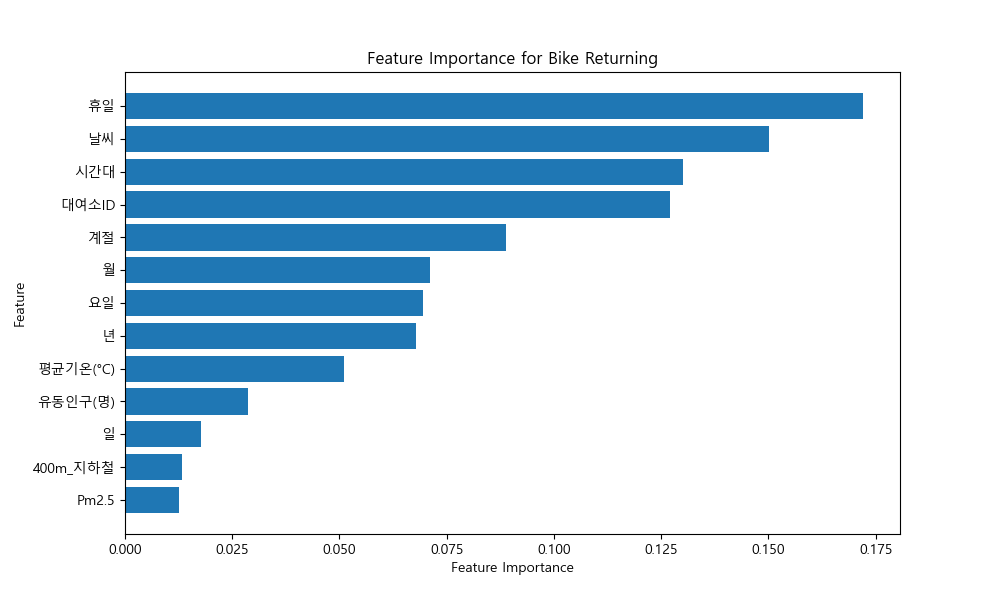 Feature Importance for Bike Returning
휴일
날씨
시간대
대여소ID
계절
월
요일
년
평균기온(°C)
유동인구(명)
일
400m_지하철
Pm2.5
Feature
0.000 0.025 0.050 0.075 0.100 0.125 0.150 0.175
Feature Importance